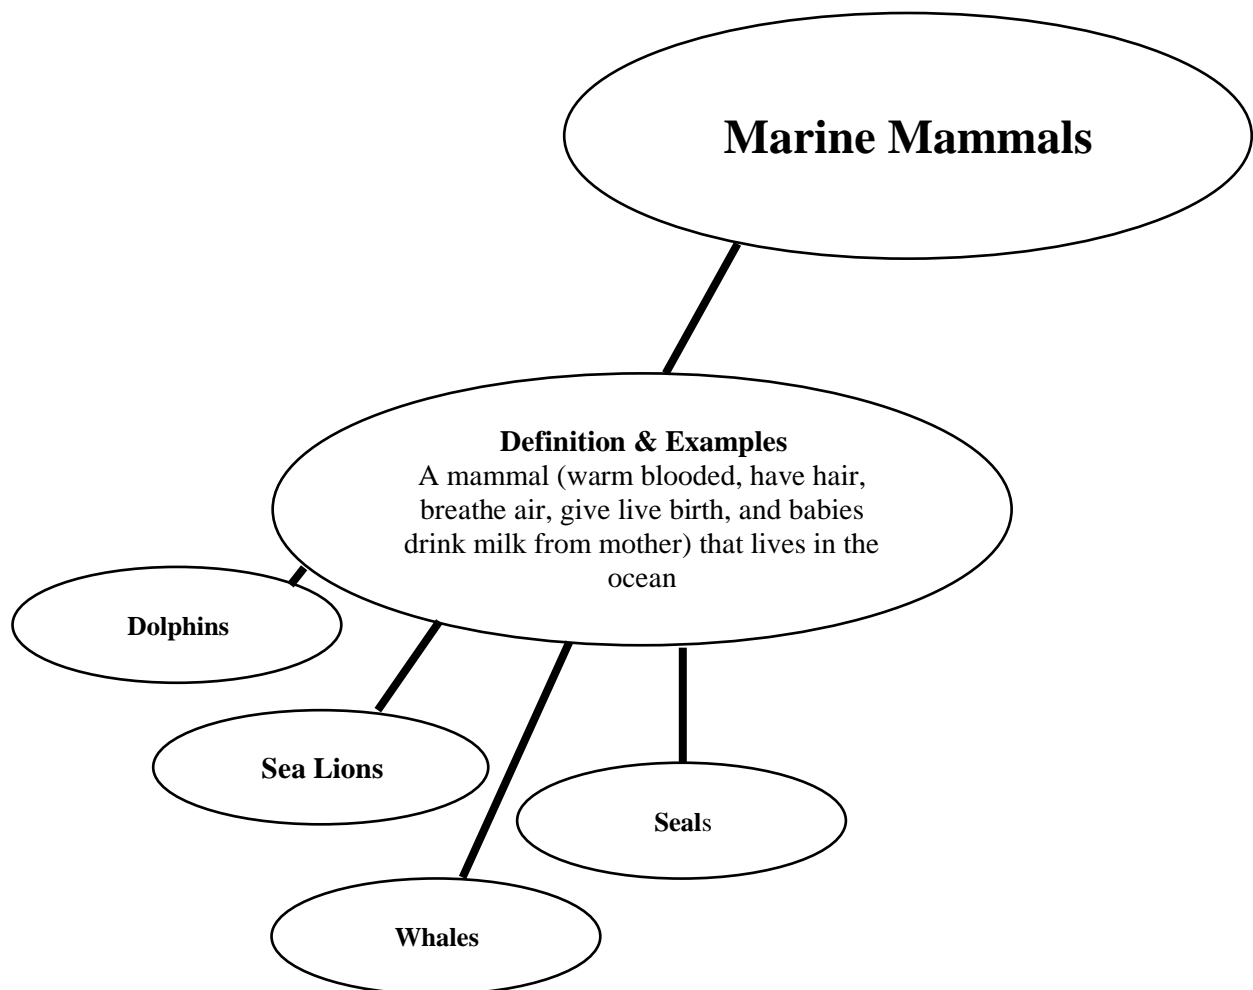 Marine Mammals
Definition & Examples
A mammal (warm blooded, have hair,
breathe air, give live birth, and babies
drink milk from mother) that lives in the
ocean
Dolphins
Sea Lions
Seals
Whales